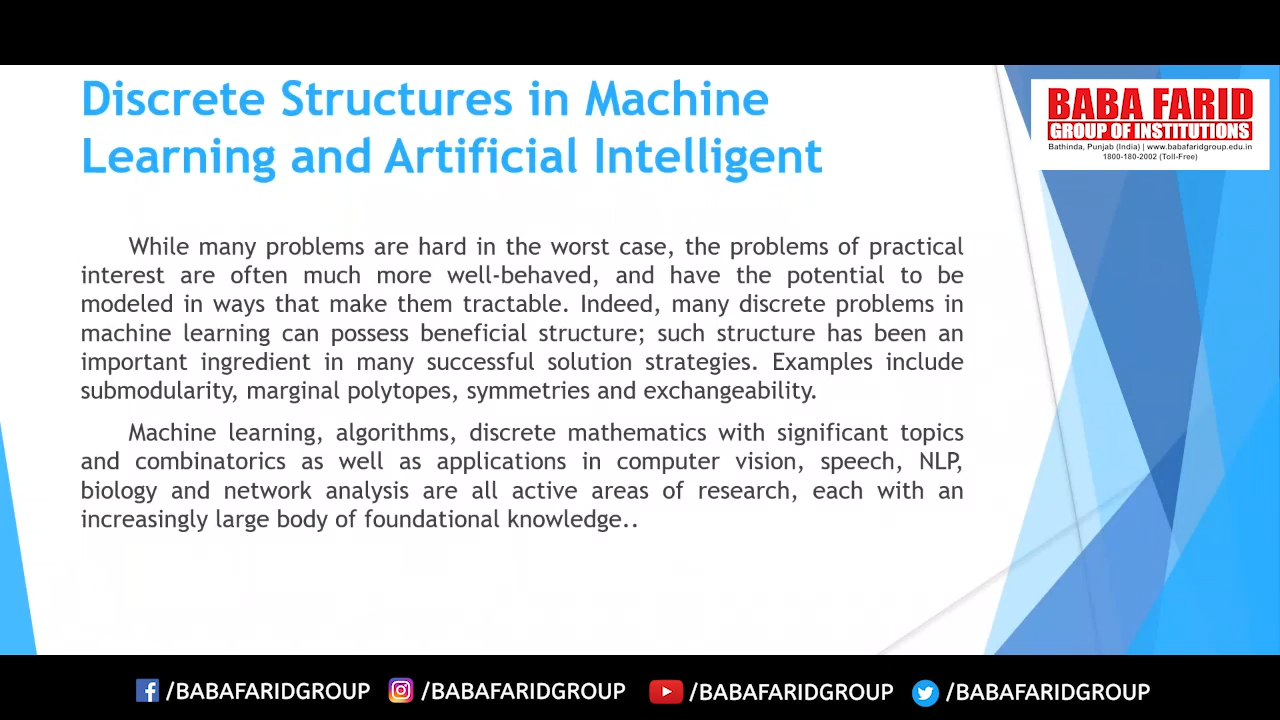 Discrete Structures in Machine
Learning and Artificial Intelligent
BABA FARID
GROUP OF INSTITUTIONS
Bathinda, Punjab (India) | www.babafaridgroup.edu.in
1800-180-2002 (Toll-Free)
While many problems are hard in the worst case, the problems of practical
interest are often much more well-behaved, and have the potential to be
modeled in ways that make them tractable. Indeed, many discrete problems in
machine learning can possess beneficial structure; such structure has been an
important ingredient in many successful solution strategies. Examples include
submodularity, marginal polytopes, symmetries and exchangeability.
Machine learning, algorithms, discrete mathematics with significant topics
and combinatorics as well as applications in computer vision, speech, NLP,
biology and network analysis are all active areas of research, each with an
increasingly large body of foundational knowledge..
/BABAFARIDGROUP /BABAFARIDGROUP /BABAFARIDGROUP /BABAFARIDGROUP